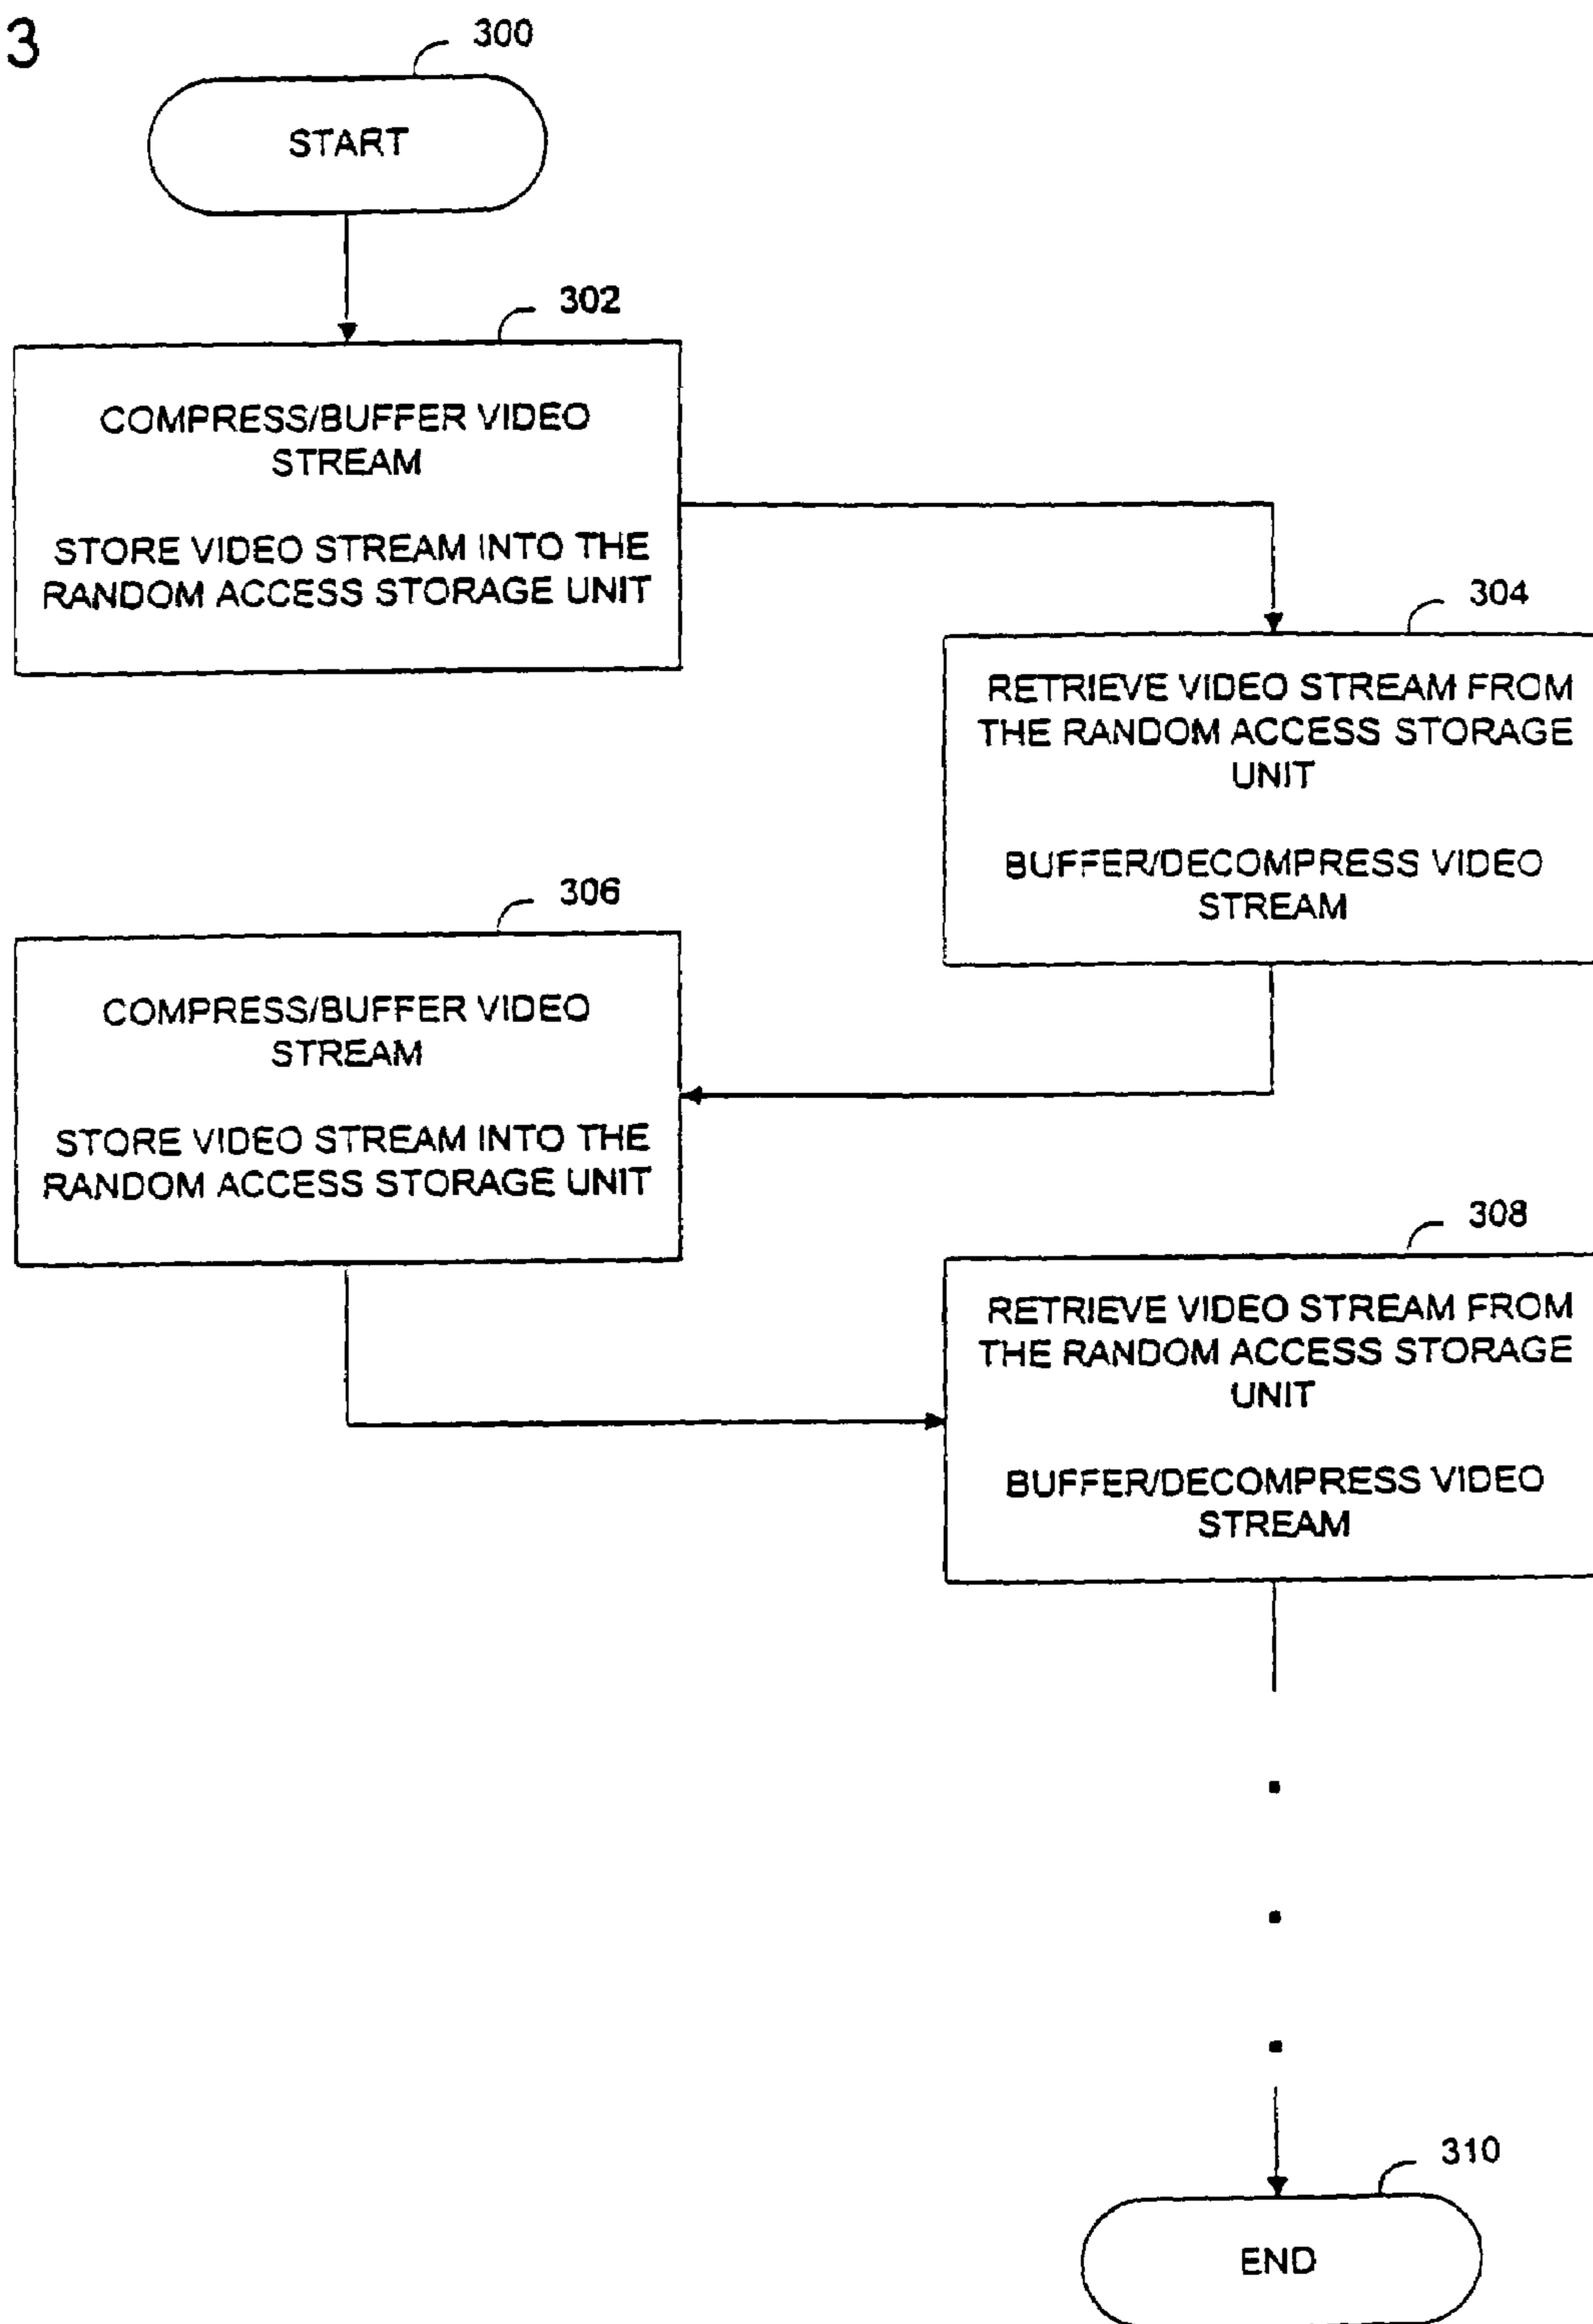 3
300
START
302
COMPRESS/BUFFER VIDEO
STREAM
STORE VIDEO STREAM INTO THE
RANDOM ACCESS STORAGE UNIT
304
RETRIEVE VIDEO STREAM FROM
THE RANDOM ACCESS STORAGE
UNIT
BUFFER/DECOMPRESS VIDEO
STREAM
306
COMPRESS/BUFFER VIDEO
STREAM
STORE VIDEO STREAM INTO THE
RANDOM ACCESS STORAGE UNIT
308
RETRIEVE VIDEO STREAM FROM
THE RANDOM ACCESS STORAGE
UNIT
BUFFER/DECOMPRESS VIDEO
STREAM
310
END